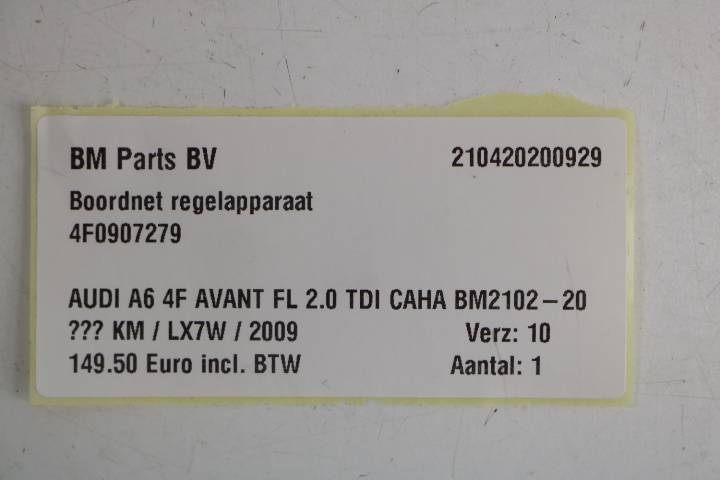 BM Parts BV 210420200929
Boordnet regelapparaat
4F0907279
AUDI A6 4F AVANT FL 2.0 TDI CAHA BM2102-20
??? KM / LX7W / 2009 Verz: 10
149.50 Euro incl. BTW Aantal: 1